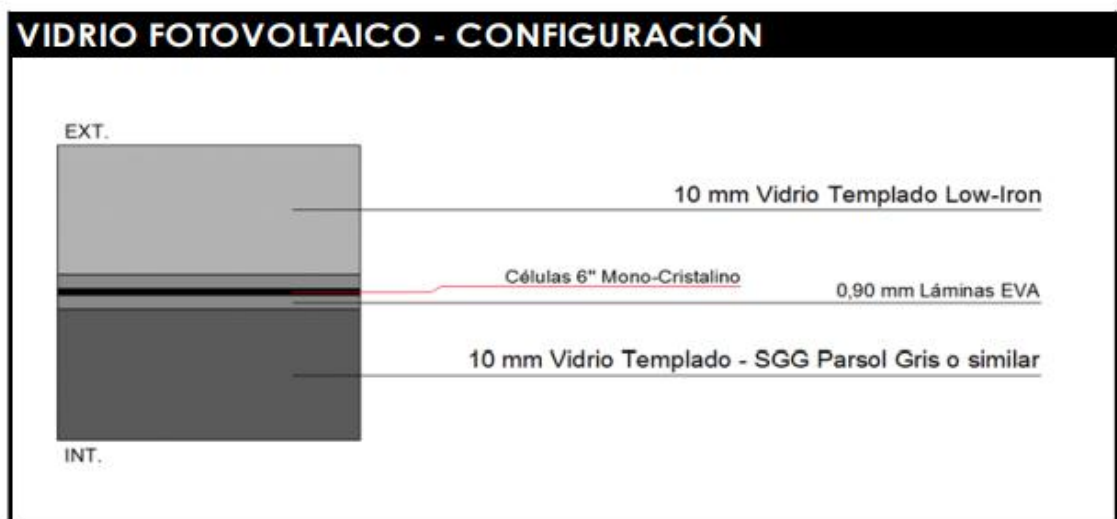 VIDRIO FOTOVOLTAICO - CONFIGURACIÓN
EXT.
10 mm Vidrio Templado Low-Iron
Células 6" Mono-Cristalino
0,90 mm Láminas EVA
10 mm Vidrio Templado - SGG Parsol Gris o similar
INT.